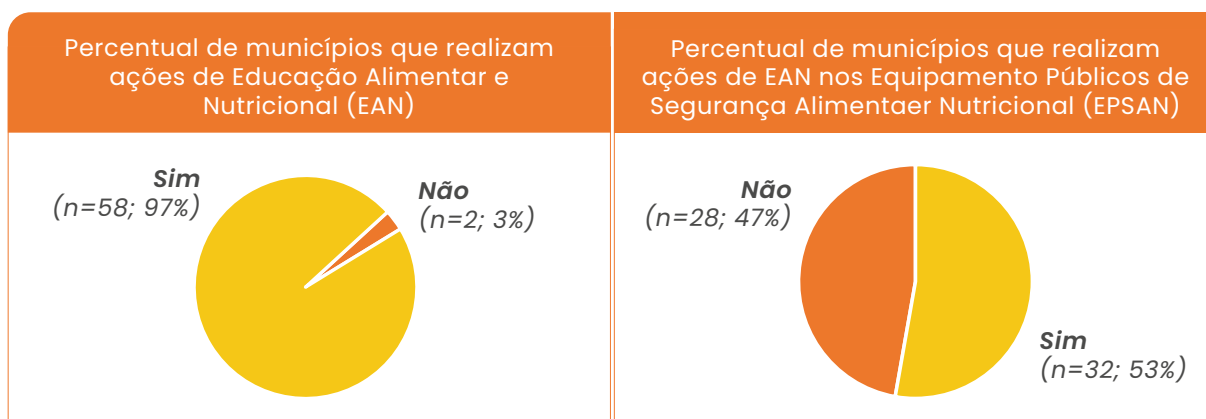 Percentual de municípios que realizam
ações de Educação Alimentar e
Nutricional (EAN)
Sim
(n=58; 97%)
Não
(n=2; 3%)
Percentual de municípios que realizam
ações de EAN nos Equipamento Públicos de
Segurança Alimentaer Nutricional (EPSAN)
Não
(n=28; 47%)
Sim
(n=32; 53%)